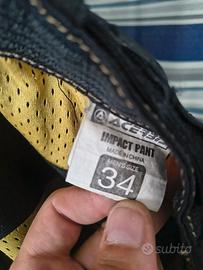 ACERBIS
IMPACT PANT
MADE IN CHINA
MEN'S SIZE
34
subito